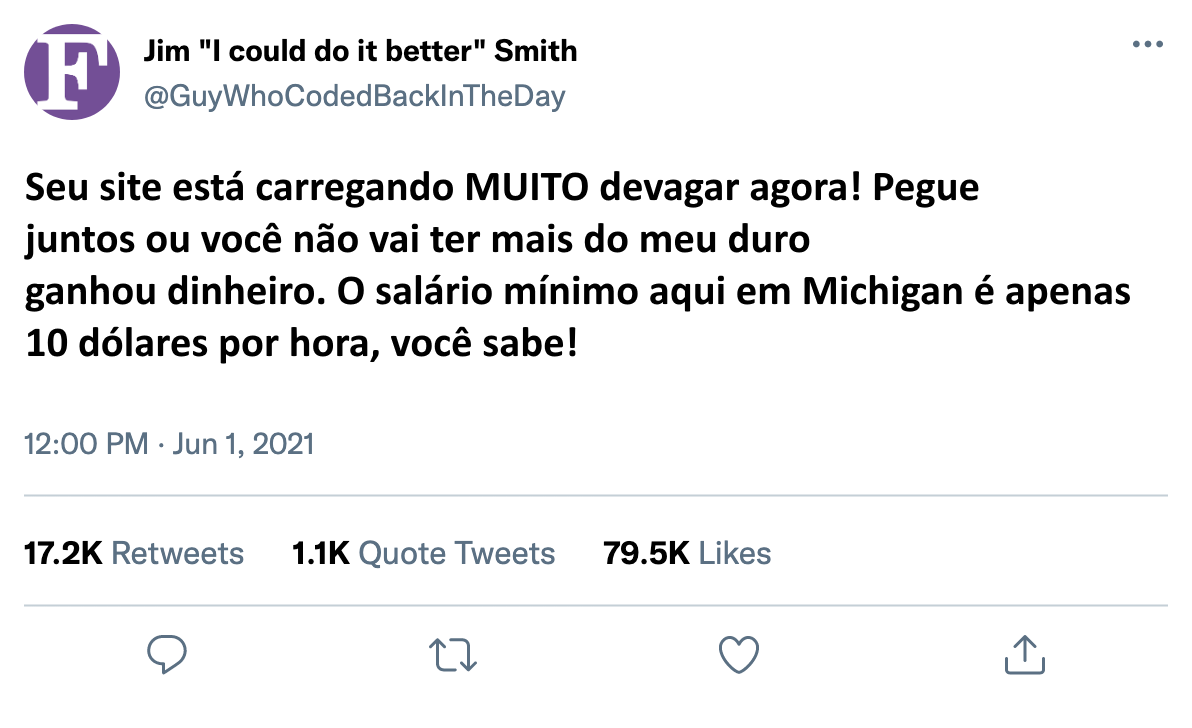 F
Jim "I could do it better" Smith
@GuyWhoCodedBackInTheDay
Seu site está carregando MUITO devagar agora! Pegue
juntos ou você não vai ter mais do meu duro
ganhou dinheiro. O salário mínimo aqui em Michigan é apenas
10 dólares por hora, você sabe!
12:00 PM · Jun 1, 2021
17.2K Retweets 1.1K Quote Tweets 79.5K Likes